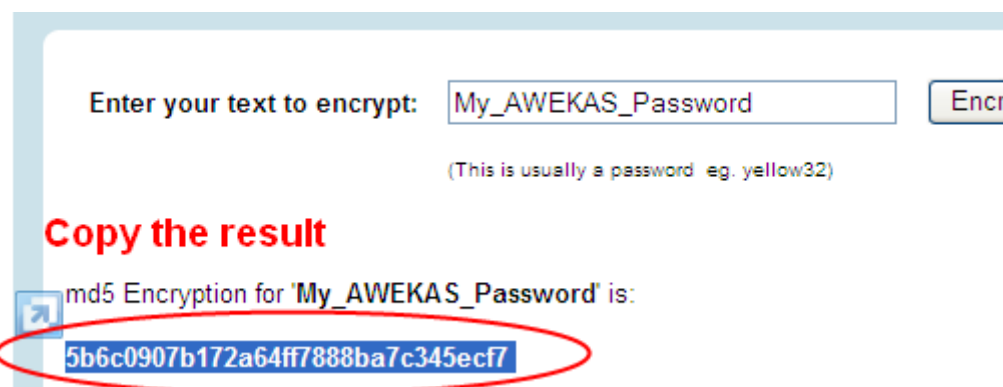 Enter your text to encrypt: My_AWEKAS_Password
(This is usually a password eg. yellow32)
Copy the result
md5 Encryption for 'My_AWEKAS_Password' is:
5b6c0907b172a64ff7888ba7c345ecf7